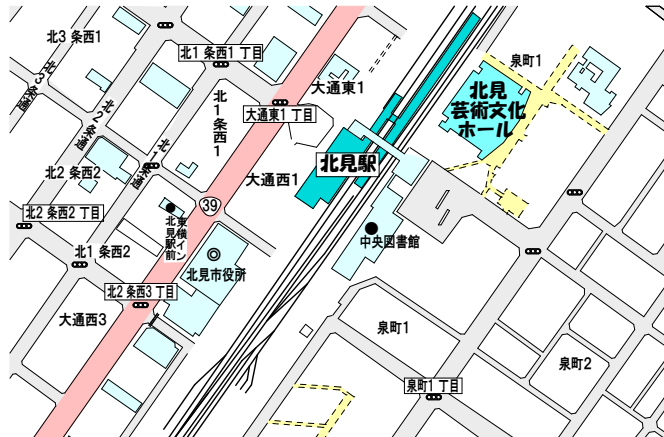 北3 条西1
北1 条西1 丁目
泉町1
北3条通
大通東1
北見
芸術文化
ホール
北2条通
北1条西1
大通東1 丁目
北1条通
北見駅
北2 条西2
大通西1
39
北2 条西2 丁目
東横イン
北見駅前
中央図書館
北1 条西2
北見市役所
北2 条西3 丁目
大通西3
泉町1
泉町2
泉町1 丁目